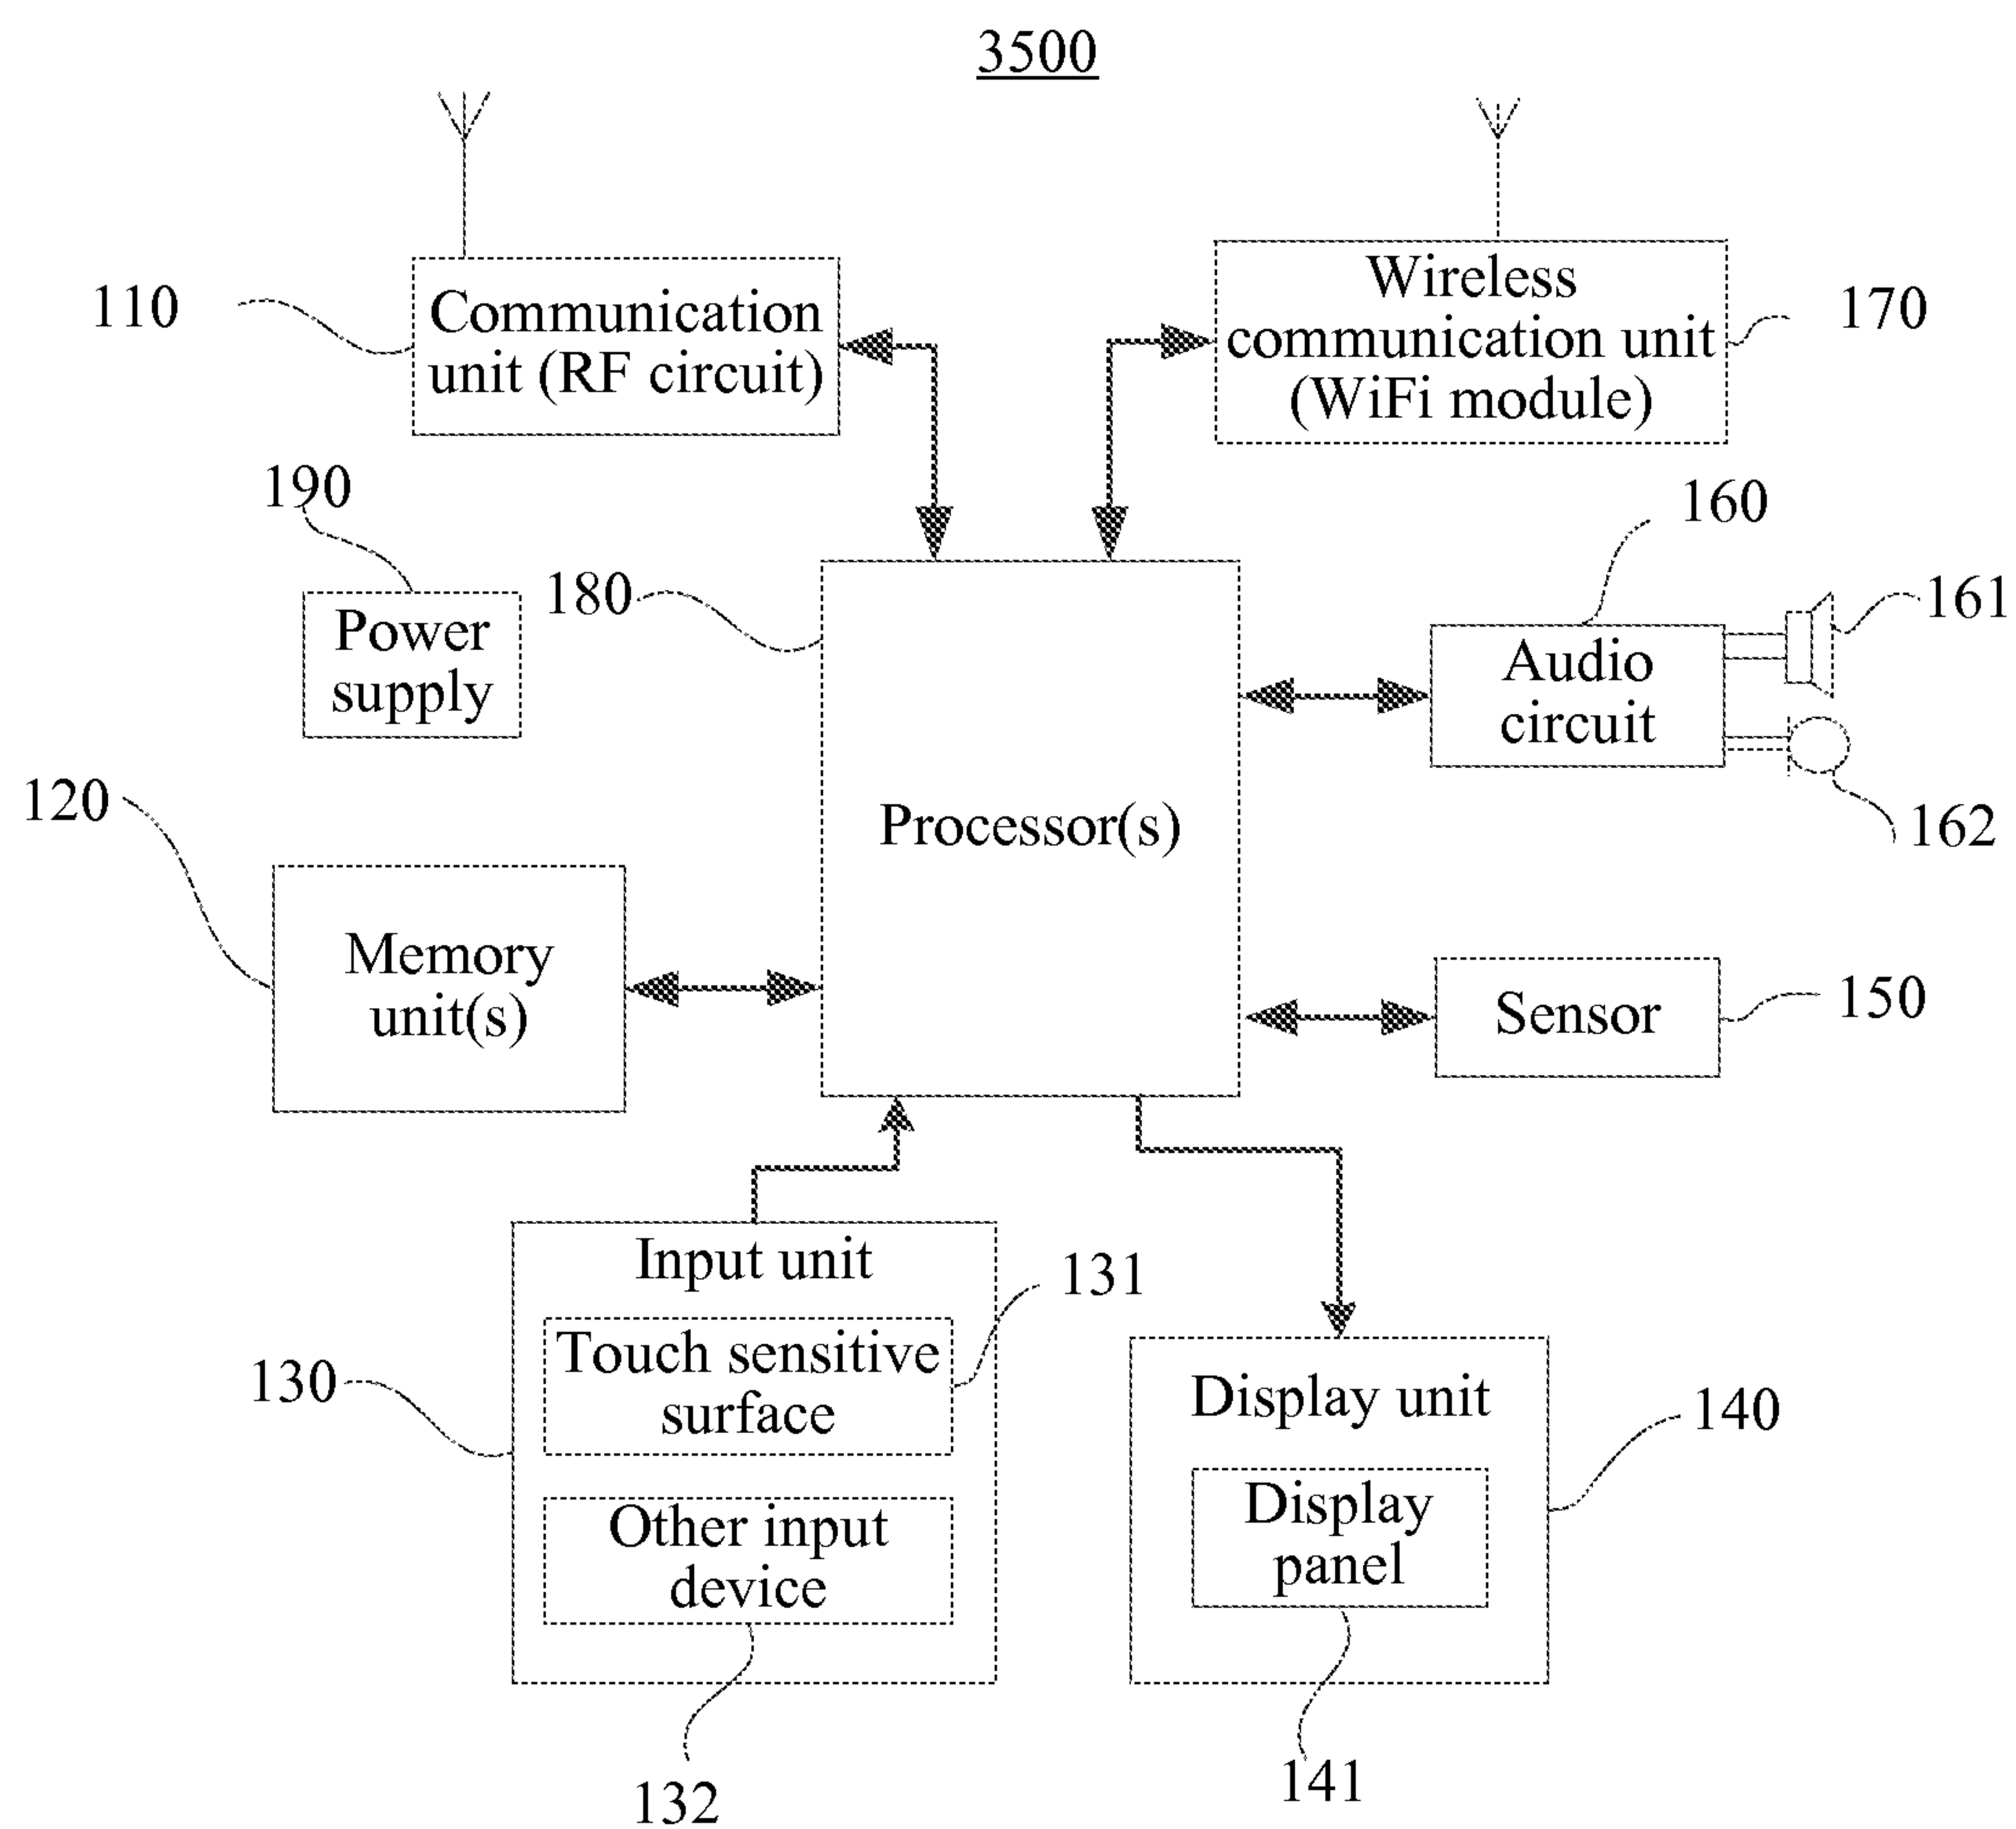 3500
110
Communication
unit (RF circuit)
Wireless
communication unit
(WiFi module)
170
190
Power
supply
180
160
161
Audio
circuit
162
Processor(s)
120
Memory
unit(s)
Sensor
150
Input unit
131
Touch sensitive
surface
130
Other input
device
132
Display unit
140
Display
panel
141